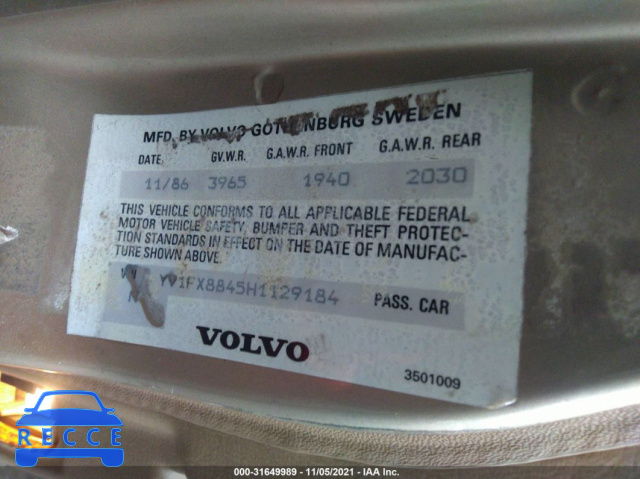 MFD. BY VOLVO GOTHENBURG SWEDEN
DATE G.V.W.R. G.A.W.R. FRONT G.A.W.R. REAR
11/86 3965 1940 2030
THIS VEHICLE CONFORMS TO ALL APPLICABLE FEDERAL
MOTOR VEHICLE SAFETY, BUMPER AND THEFT PROTEC-
TION STANDARDS IN EFFECT ON THE DATE OF MANUFAC-
TURE SHOWN ABOVE.
YV1FX8845H1129184 PASS. CAR
VOLVO
3501009
RECCE
000-31649989 - 11/05/2021 - IAA Inc.